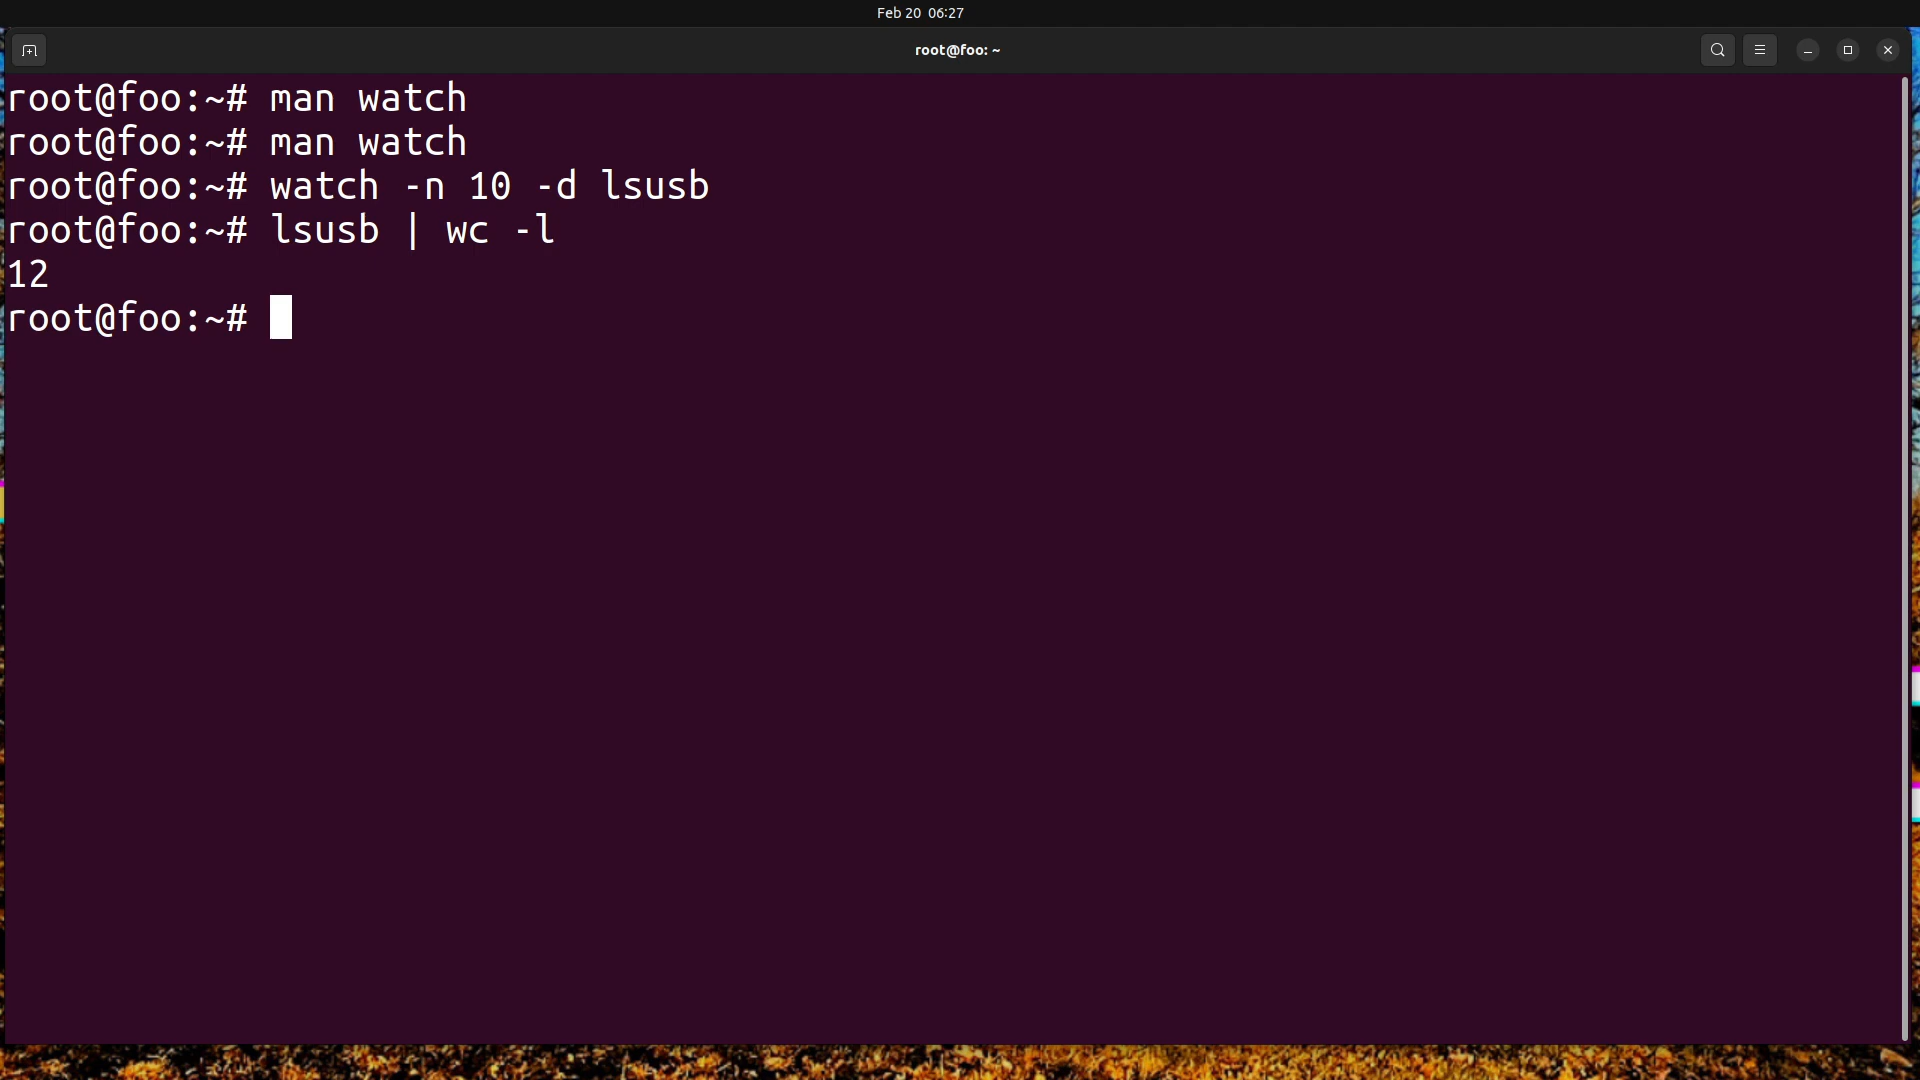 Feb 20 06:27
root@foo: ~
root@foo:~# man watch
root@foo:~# man watch
root@foo:~# watch -n 10 -d lsusb
root@foo:~# lsusb | wc -l
12
root@foo:~#